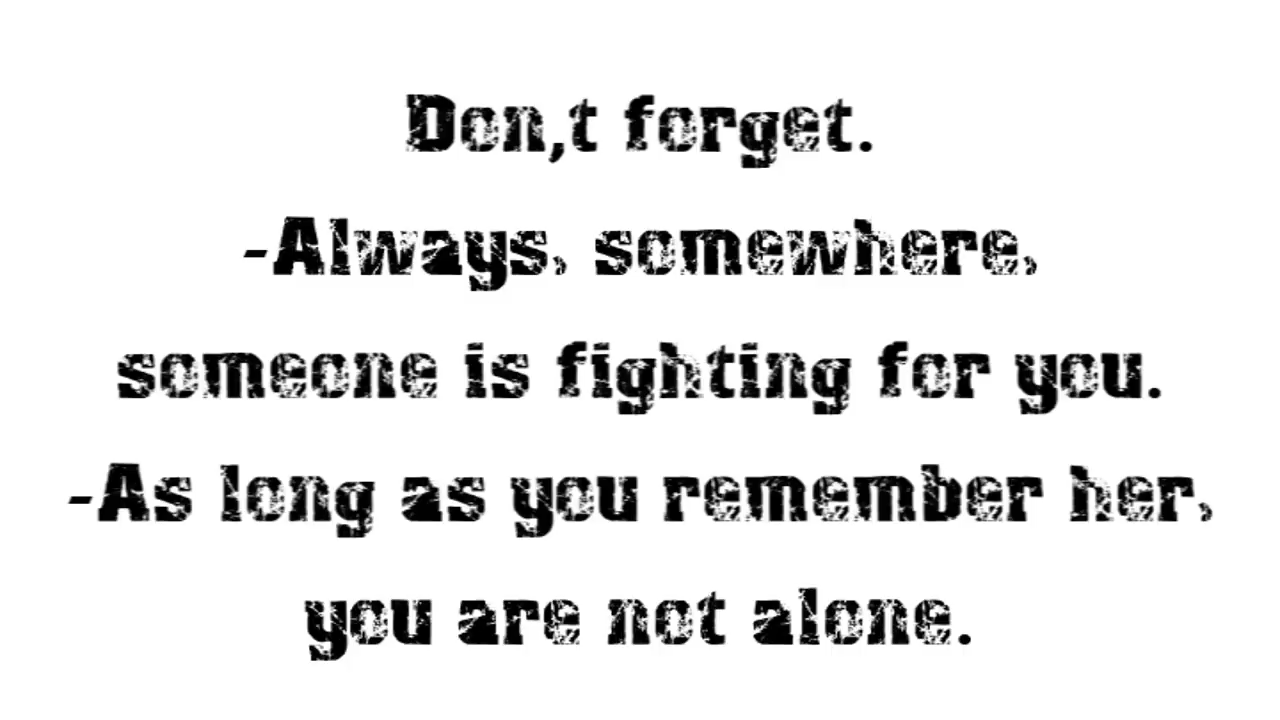 Don,t forget.
-Always, somewhere,
someone is fighting for you.
-As long as you remember her,
you are not alone.